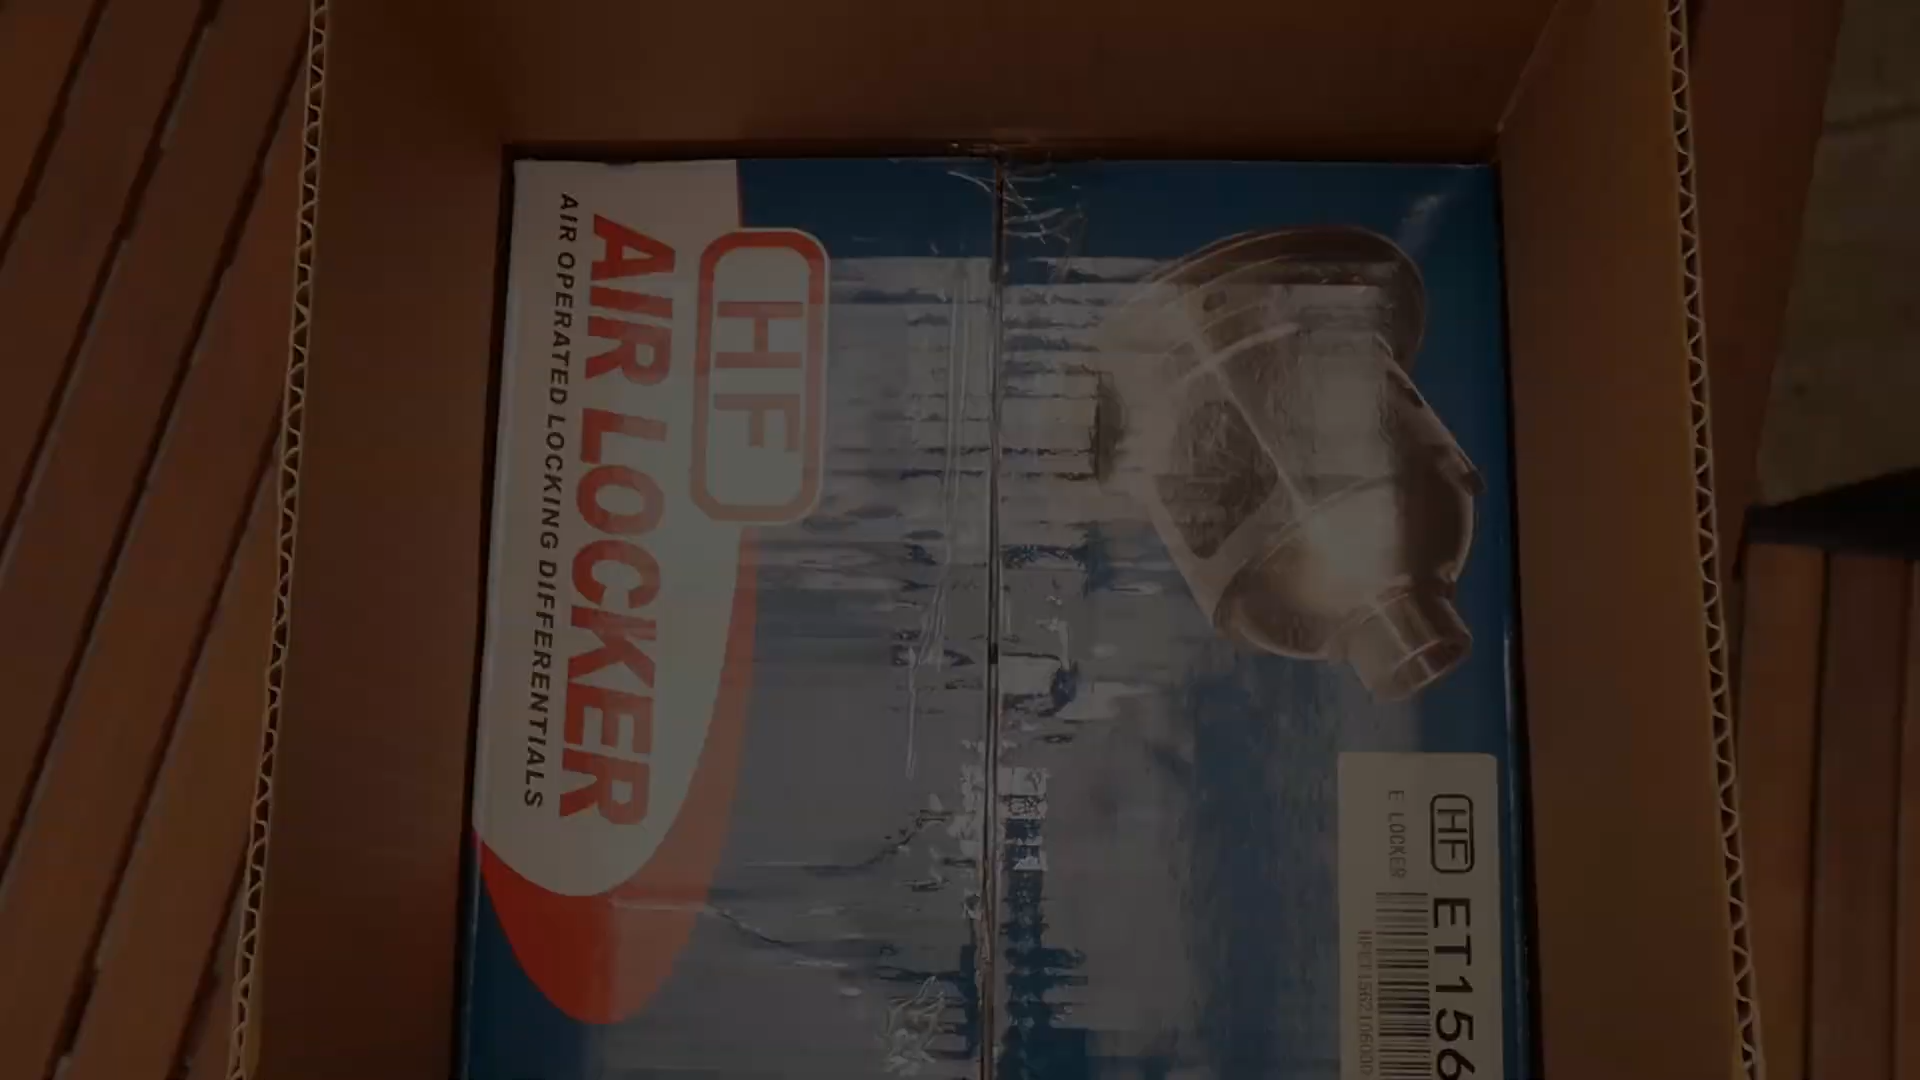 HF
AIR LOCKER
AIR OPERATED LOCKING DIFFERENTIALS
HF ET156
E LOCKER